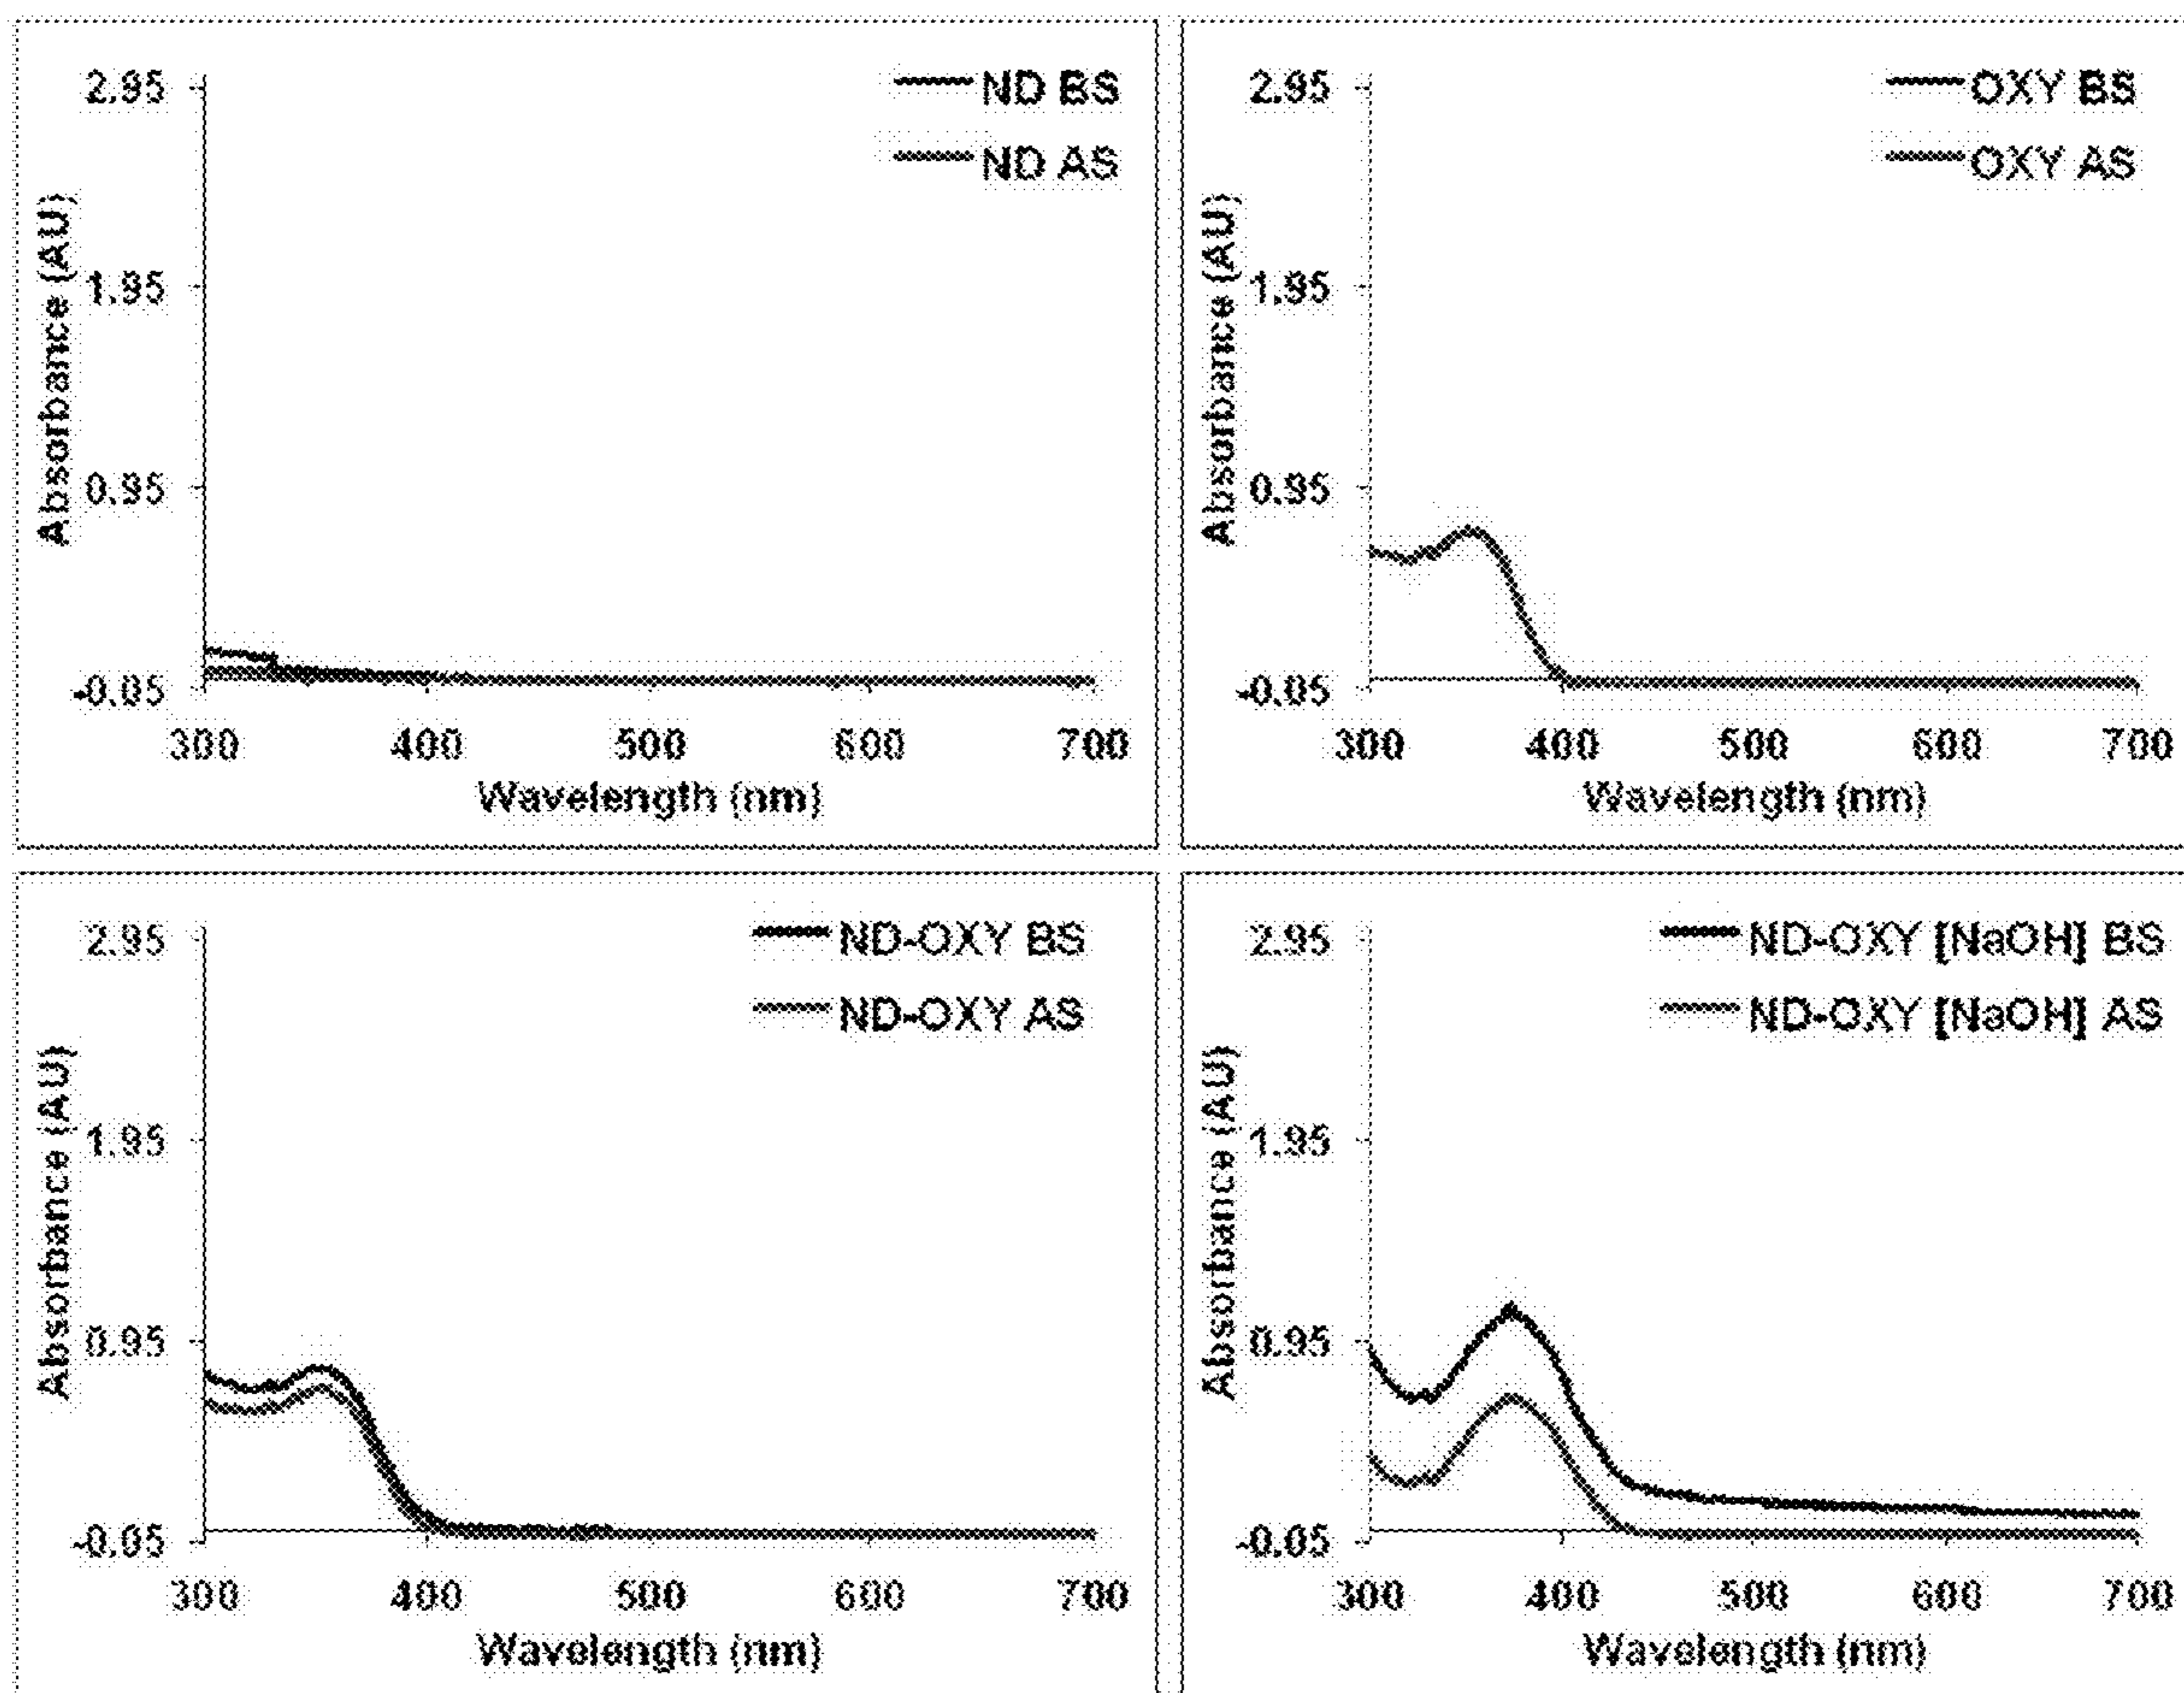 2.95
1.95
0.95
-0.05
Absorbance (AU)
ND BS
ND AS
300 400 500 600 700
Wavelength (nm)
2.95
1.95
0.95
-0.05
Absorbance (AU)
OXY BS
OXY AS
300 400 500 600 700
Wavelength (nm)
2.95
1.95
0.95
-0.05
Absorbance (AU)
ND-OXY BS
ND-OXY AS
300 400 500 600 700
Wavelength (nm)
2.95
1.95
0.95
-0.05
Absorbance (AU)
ND-OXY [NaOH] BS
ND-OXY [NaOH] AS
300 400 500 600 700
Wavelength (nm)